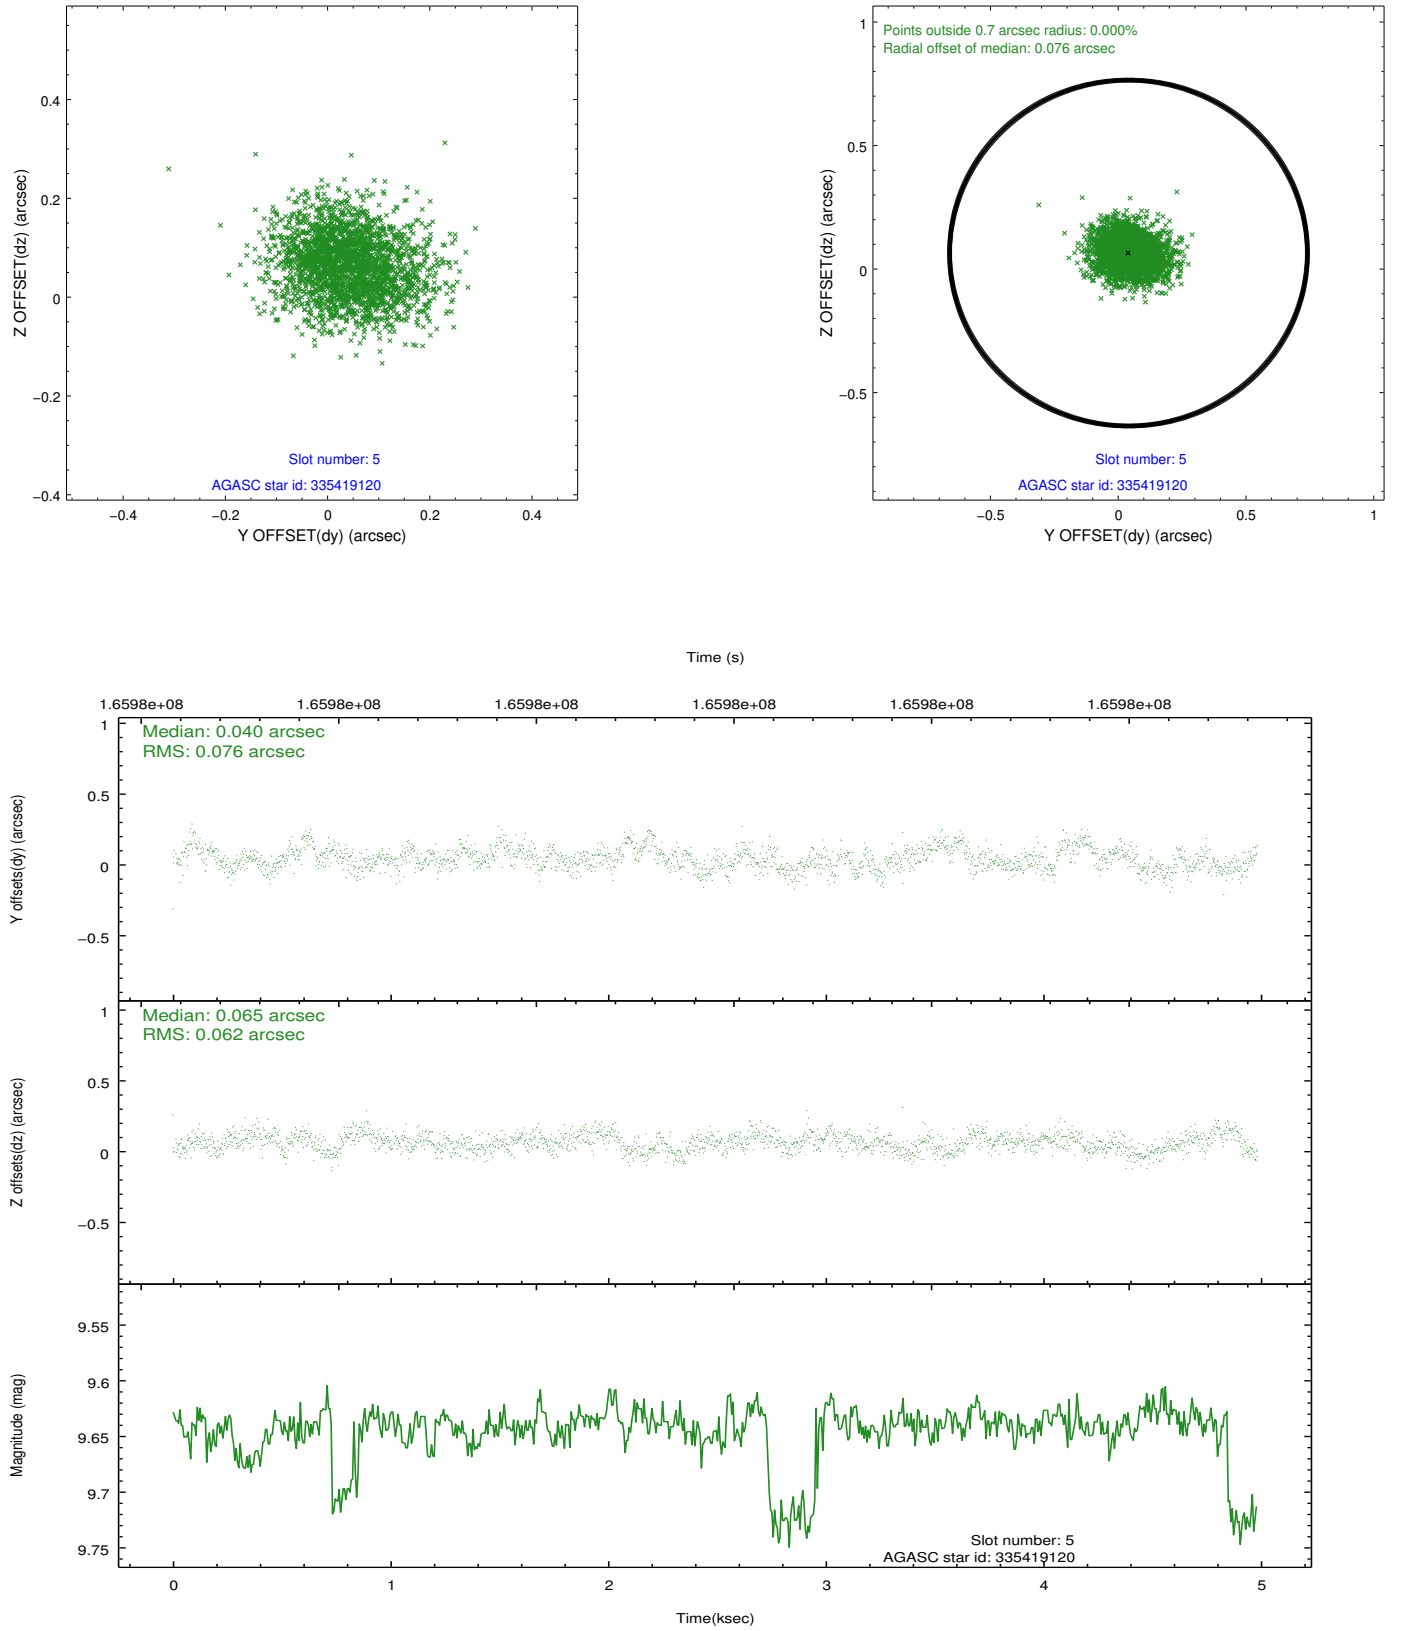 0.4
0.2
0
−0.2
−0.4
−0.4
−0.2
0
0.2
0.4
Z OFFSET(dz) (arcsec)
Y OFFSET(dy) (arcsec)
Slot number: 5
AGASC star id: 335419120
Points outside 0.7 arcsec radius: 0.000%
Radial offset of median: 0.076 arcsec
1
0.5
0
−0.5
−0.5
0
0.5
1
Z OFFSET(dz) (arcsec)
Y OFFSET(dy) (arcsec)
Slot number: 5
AGASC star id: 335419120
Time (s)
1.6598e+08
1.6598e+08
1.6598e+08
1.6598e+08
1.6598e+08
1.6598e+08
Median: 0.040 arcsec
RMS: 0.076 arcsec
1
0.5
0
−0.5
Y offsets(dy) (arcsec)
Median: 0.065 arcsec
RMS: 0.062 arcsec
1
0.5
0
−0.5
Z offsets(dz) (arcsec)
9.55
9.6
9.65
9.7
9.75
Magnitude (mag)
Slot number: 5
AGASC star id: 335419120
0
1
2
3
4
5
Time(ksec)